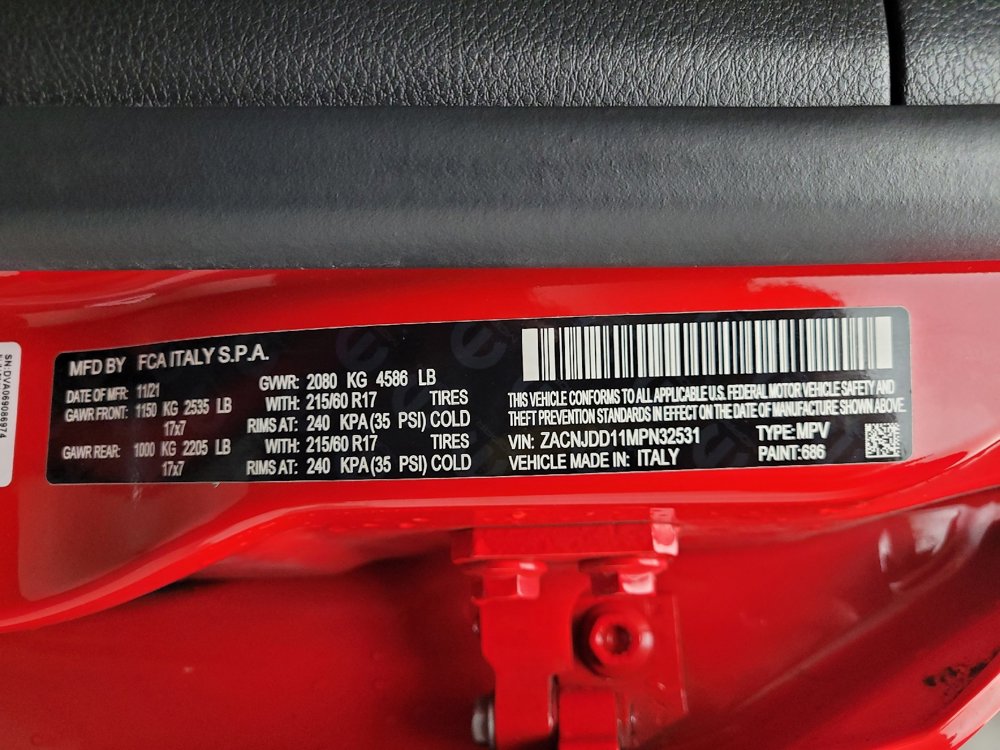 MFD BY FCA ITALY S.P.A.
DATE OF MFR: 11/21 GVWR: 2080 KG 4586 LB
GAWR FRONT: 1150 KG 2535 LB WITH: 215/60 R17 TIRES
17x7 RIMS AT: 240 KPA(35 PSI) COLD
GAWR REAR: 1000 KG 2205 LB WITH: 215/60 R17 TIRES
17x7 RIMS AT: 240 KPA(35 PSI) COLD
THIS VEHICLE CONFORMS TO ALL APPLICABLE U.S. FEDERAL MOTOR VEHICLE SAFETY AND
THEFT PREVENTION STANDARDS IN EFFECT ON THE DATE OF MANUFACTURE SHOWN ABOVE.
VIN: ZACNJDD11MPN32531 TYPE: MPV
VEHICLE MADE IN: ITALY PAINT: 686
SN:DVA0689086974